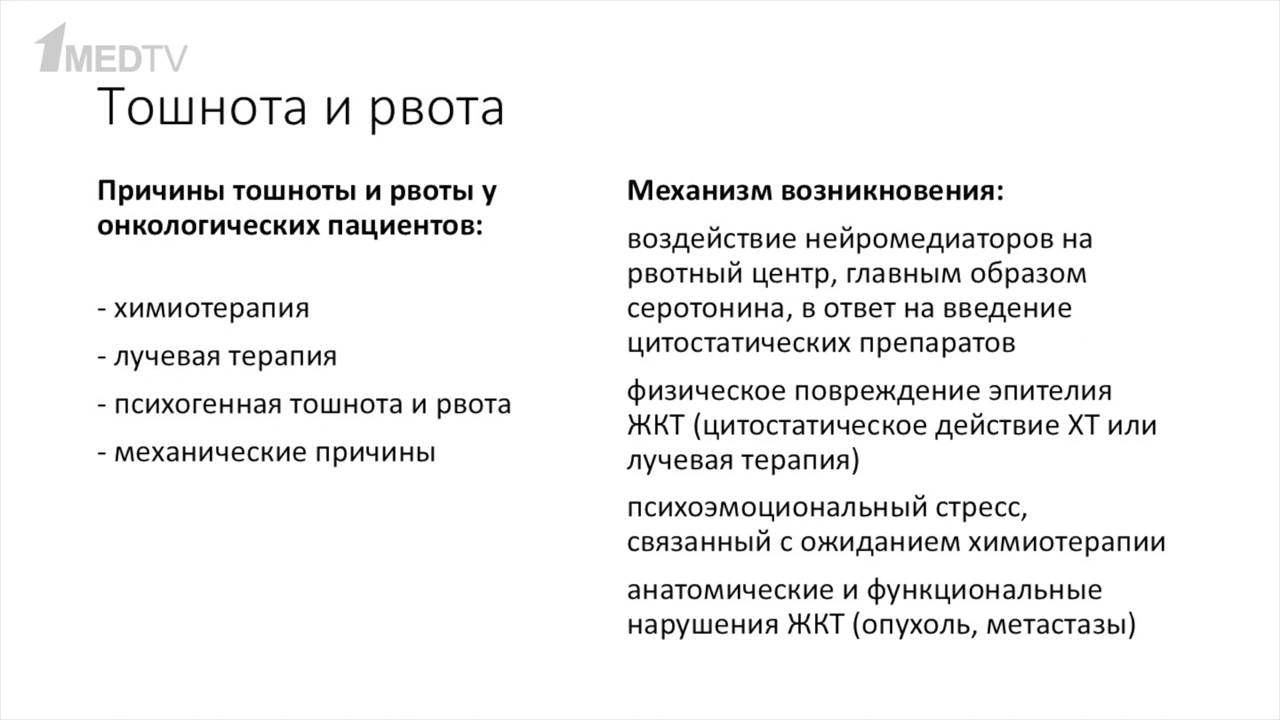 1MEDTV
Тошнота и рвота
Причины тошноты и рвоты у
онкологических пациентов:
- химиотерапия
- лучевая терапия
- психогенная тошнота и рвота
- механические причины
Механизм возникновения:
воздействие нейромедиаторов на
рвотный центр, главным образом
серотонина, в ответ на введение
цитостатических препаратов
физическое повреждение эпителия
ЖКТ (цитостатическое действие ХТ или
лучевая терапия)
психоэмоциональный стресс,
связанный с ожиданием химиотерапии
анатомические и функциональные
нарушения ЖКТ (опухоль, метастазы)